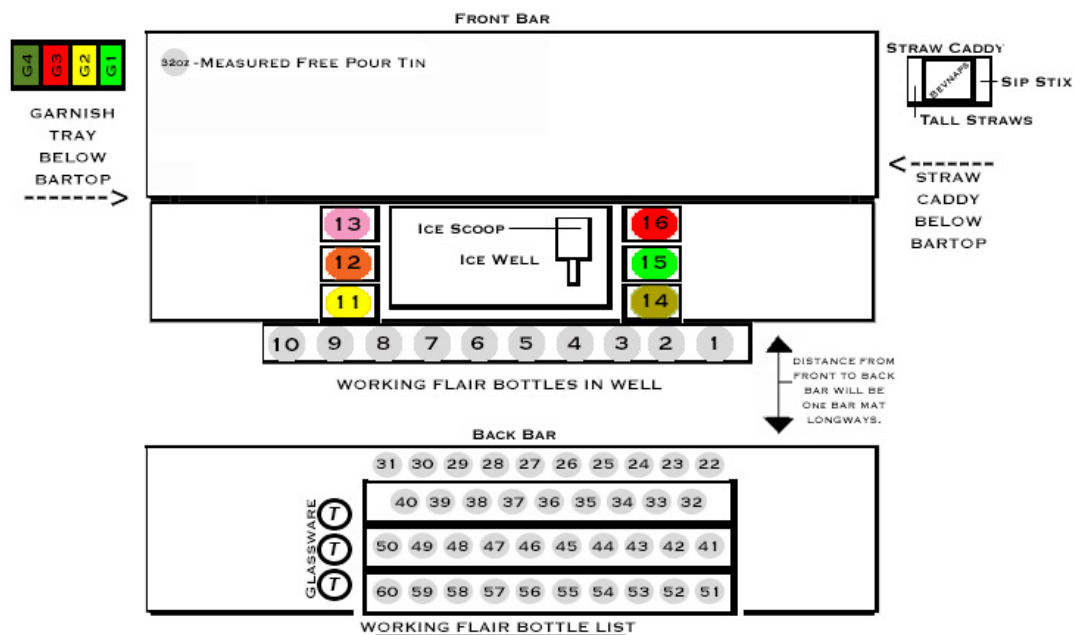 FRONT BAR
G4 G3 G2 G1
GARNISH
TRAY
BELOW
BARTOP
32OZ -MEASURED FREE POUR TIN
STRAW CADDY
BEVNAPS
SIP STIX
TALL STRAWS
STRAW
CADDY
BELOW
BARTOP
13
12
11
ICE SCOOP
ICE WELL
16
15
14
10 9 8 7 6 5 4 3 2 1
WORKING FLAIR BOTTLES IN WELL
DISTANCE FROM
FRONT TO BACK
BAR WILL BE
ONE BAR MAT
LONGWAYS.
BACK BAR
31 30 29 28 27 26 25 24 23 22
40 39 38 37 36 35 34 33 32
50 49 48 47 46 45 44 43 42 41
60 59 58 57 56 55 54 53 52 51
GLASSWARE
T
T
T
WORKING FLAIR BOTTLE LIST